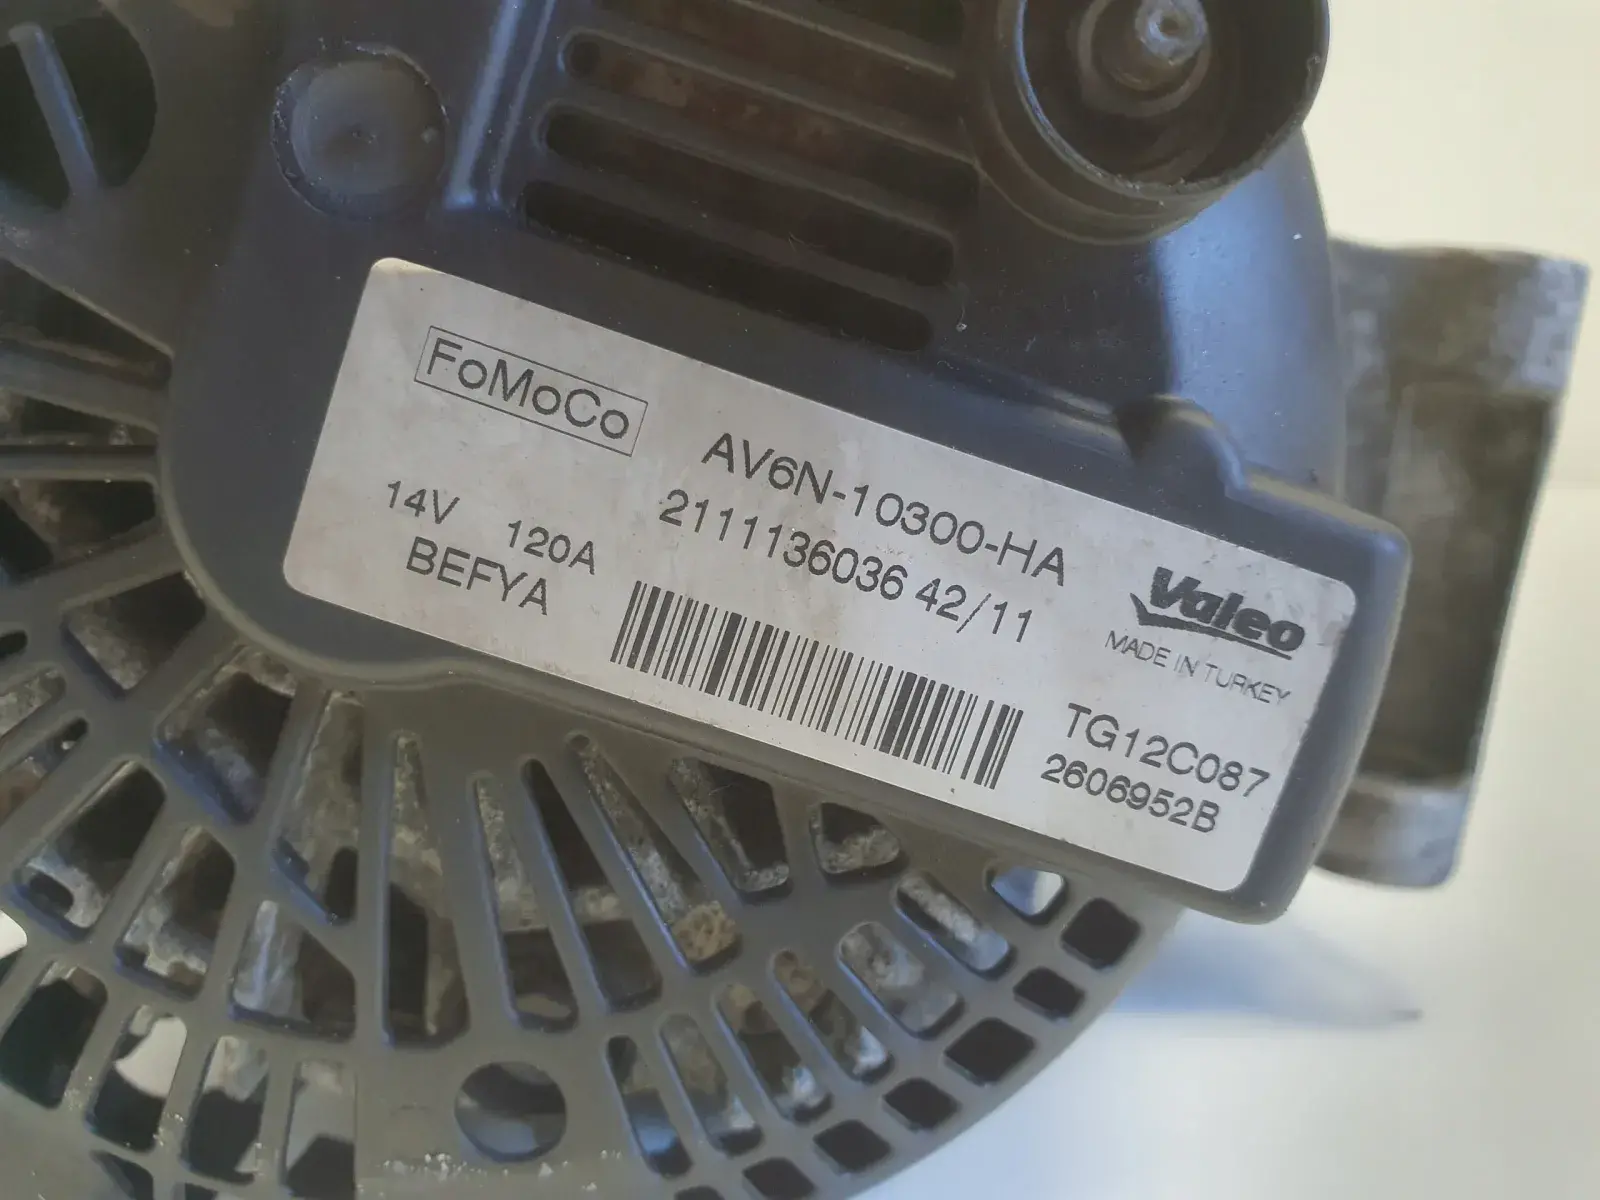 FoMoCo
AV6N-10300-HA
14V 120A
2111136036 42/11
BEFYA
Valeo
MADE IN TURKEY
TG12C087
2606952B